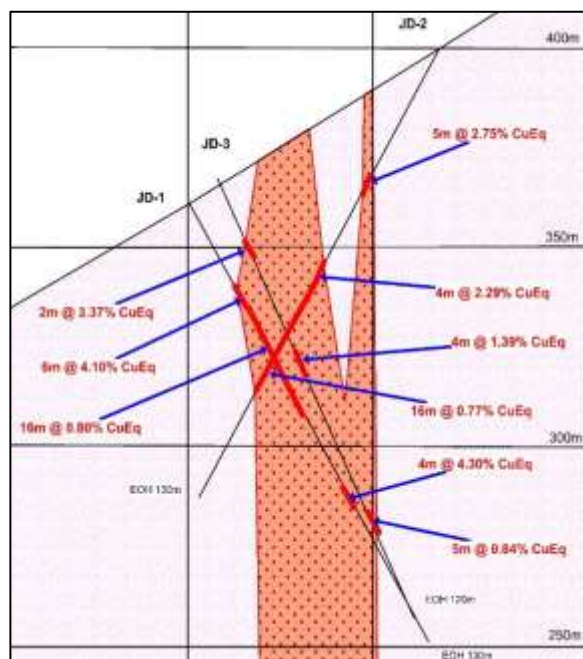 JD-2
400m
5m @ 2.75% CuEq
JD-3
JD-1
350m
2m @ 3.37% CuEq
4m @ 2.29% CuEq
6m @ 4.10% CuEq
4m @ 1.39% CuEq
16m @ 0.80% CuEq
16m @ 0.77% CuEq
300m
4m @ 4.30% CuEq
EOH 132m
5m @ 0.84% CuEq
EOH 120m
250m
EOH 130m